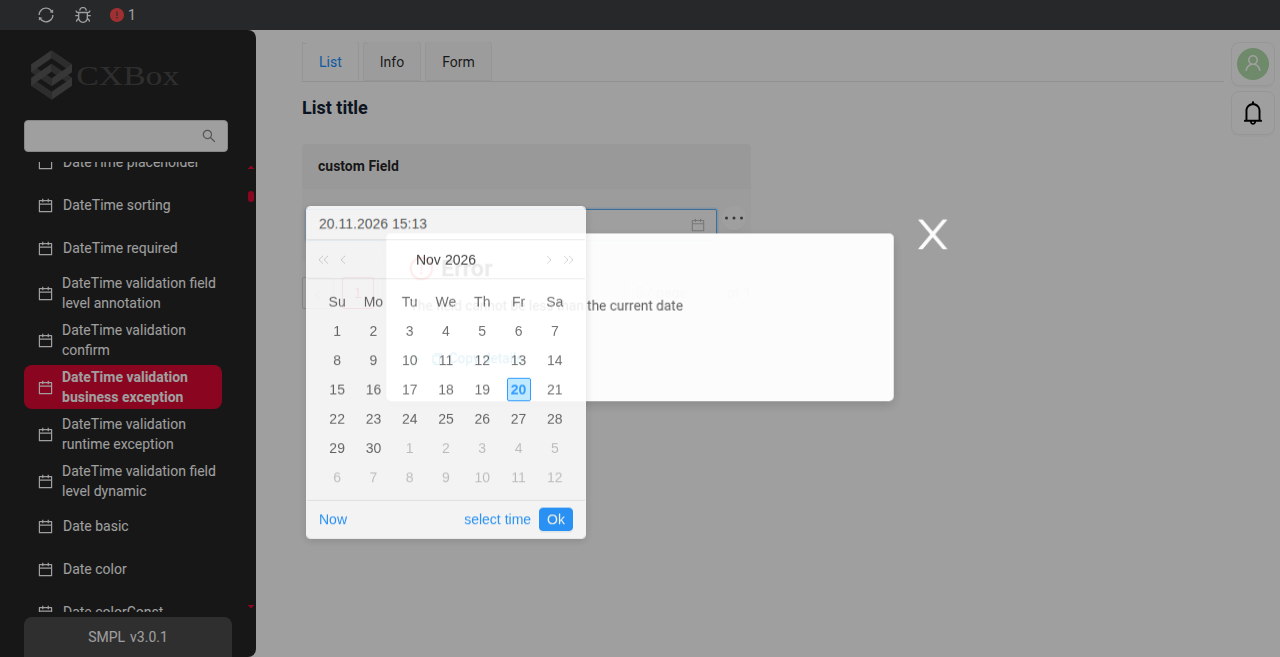 1
CXBox
List
Info
Form
List title
custom Field
DateTime placeholder
DateTime sorting
DateTime required
DateTime validation field
level annotation
DateTime validation
confirm
DateTime validation
business exception
DateTime validation
runtime exception
DateTime validation field
level dynamic
Date basic
Date color
Date colorConst
SMPL v3.0.1
20.11.2026 15:13
Nov 2026
Error
cannot be less than the current date
Su Mo Tu We Th Fr Sa
1 2 3 4 5 6 7
8 9 10 11 12 13 14
15 16 17 18 19 20 21
22 23 24 25 26 27 28
29 30 1 2 3 4 5
6 7 8 9 10 11 12
Now
select time
Ok